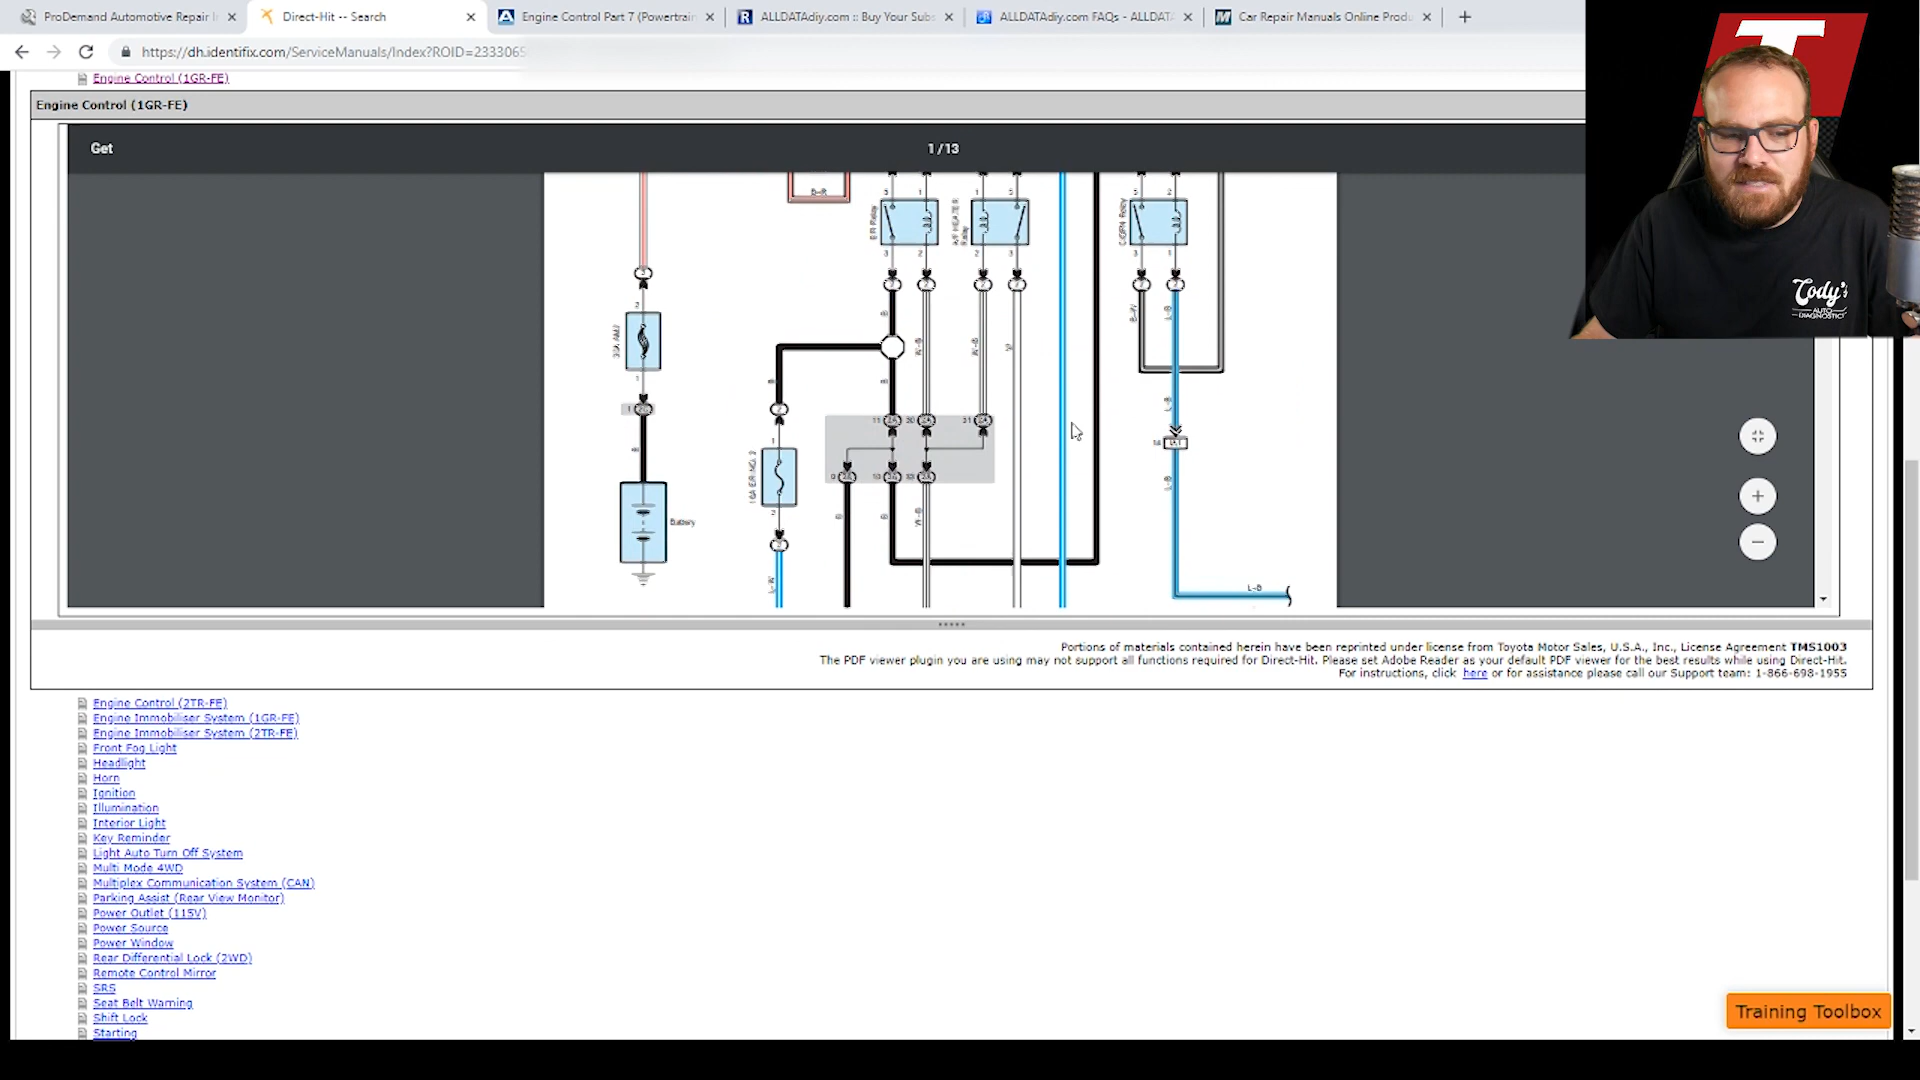 ProDemand Automotive Repair I
Direct-Hit -- Search
Engine Control Part 7 (Powertrain
ALLDATAdiy.com :: Buy Your Subs
ALLDATAdiy.com FAQs - ALLDATA
Car Repair Manuals Online Produ
https://dh.identifix.com/ServiceManuals/Index?ROID=2333065
Engine Control (1GR-FE)
Engine Control (1GR-FE)
Get
1 / 13
B-R
Battery
L-B
L-B
L-B
L-B
Cody's
AUTO
DIAGNOSTICS
Portions of materials contained herein have been reprinted under license from Toyota Motor Sales, U.S.A., Inc., License Agreement TMS1003
The PDF viewer plugin you are using may not support all functions required for Direct-Hit. Please set Adobe Reader as your default PDF viewer for the best results while using Direct-Hit.
For instructions, click here or for assistance please call our Support team: 1-866-698-1955
Engine Control (2TR-FE)
Engine Immobiliser System (1GR-FE)
Engine Immobiliser System (2TR-FE)
Front Fog Light
Headlight
Horn
Ignition
Illumination
Interior Light
Key Reminder
Light Auto Turn Off System
Multi Mode 4WD
Multiplex Communication System (CAN)
Parking Assist (Rear View Monitor)
Power Outlet (115V)
Power Source
Power Window
Rear Differential Lock (2WD)
Remote Control Mirror
SRS
Seat Belt Warning
Shift Lock
Starting
Training Toolbox